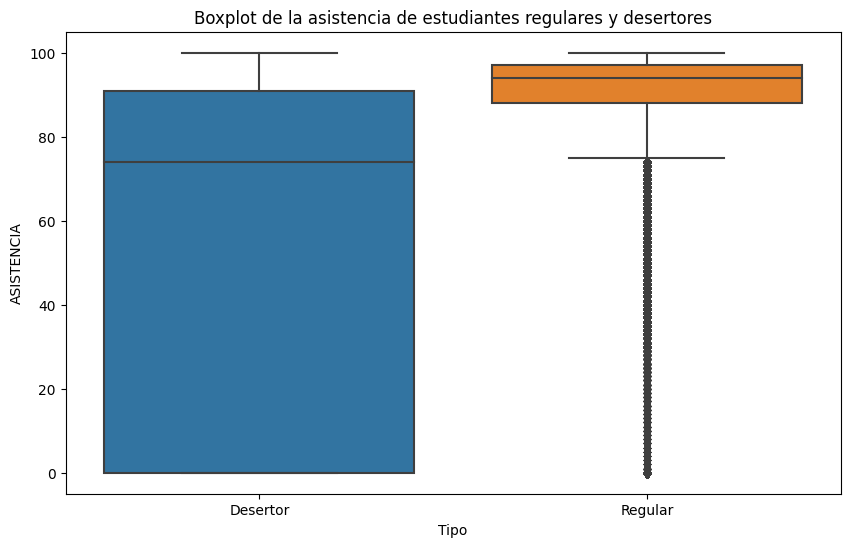 Boxplot de la asistencia de estudiantes regulares y desertores
100
80
60
40
20
0
ASISTENCIA
Desertor
Regular
Tipo